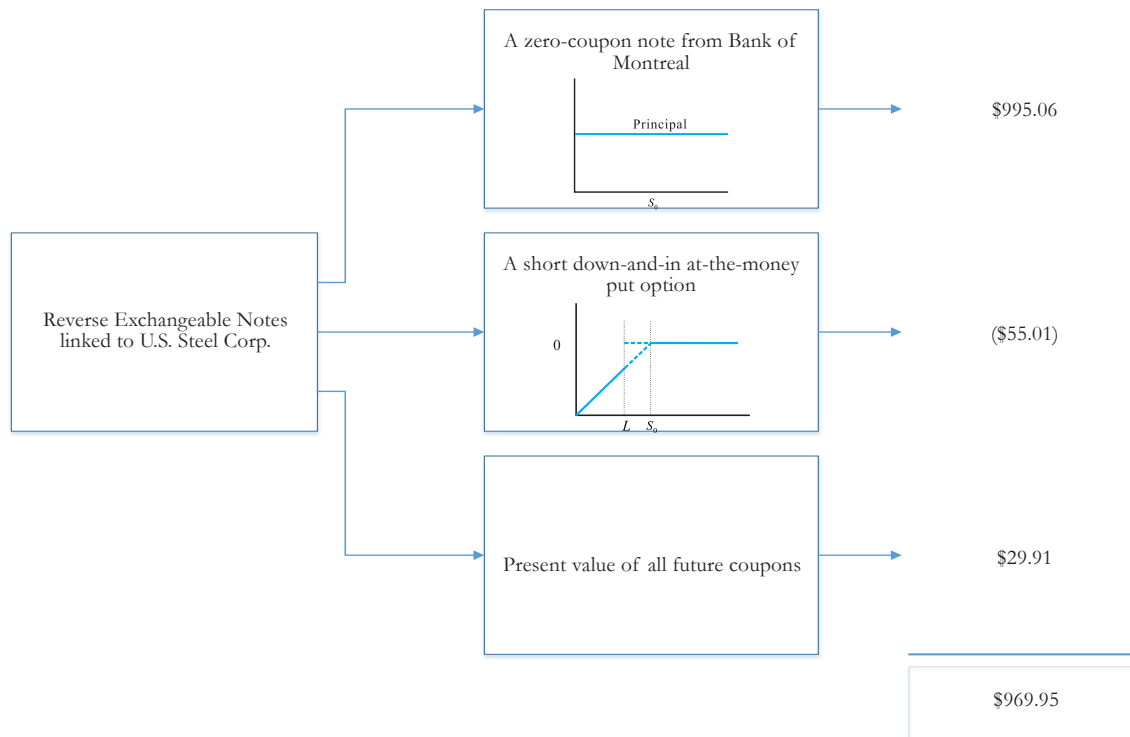 A zero-coupon note from Bank of
Montreal
Principal
S₀
$995.06
Reverse Exchangeable Notes
linked to U.S. Steel Corp.
A short down-and-in at-the-money
put option
0
L S₀
($55.01)
Present value of all future coupons
$29.91
$969.95